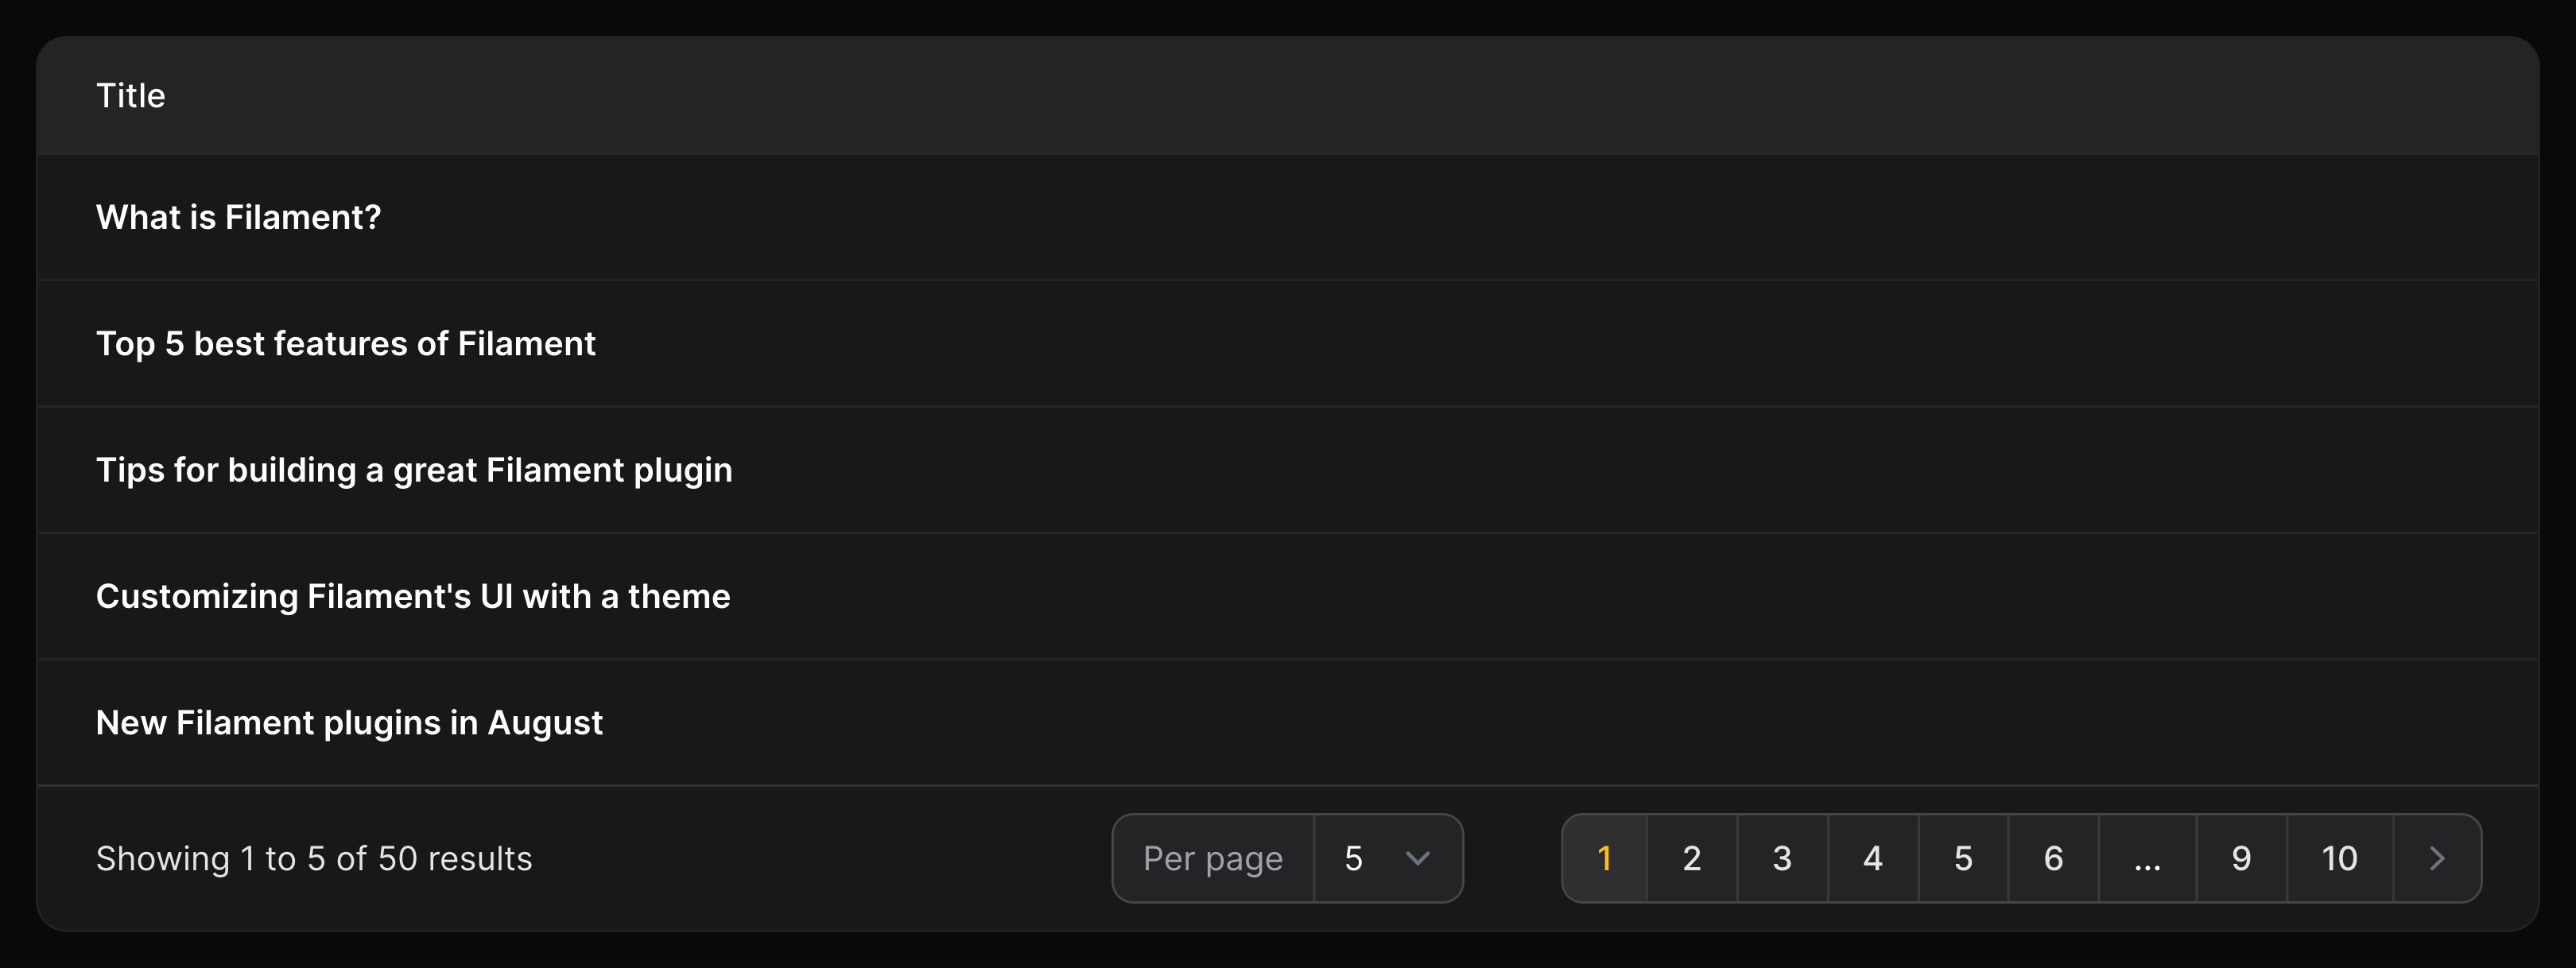 Title
What is Filament?
Top 5 best features of Filament
Tips for building a great Filament plugin
Customizing Filament's UI with a theme
New Filament plugins in August
Showing 1 to 5 of 50 results Per page 5 1 2 3 4 5 6 ... 9 10